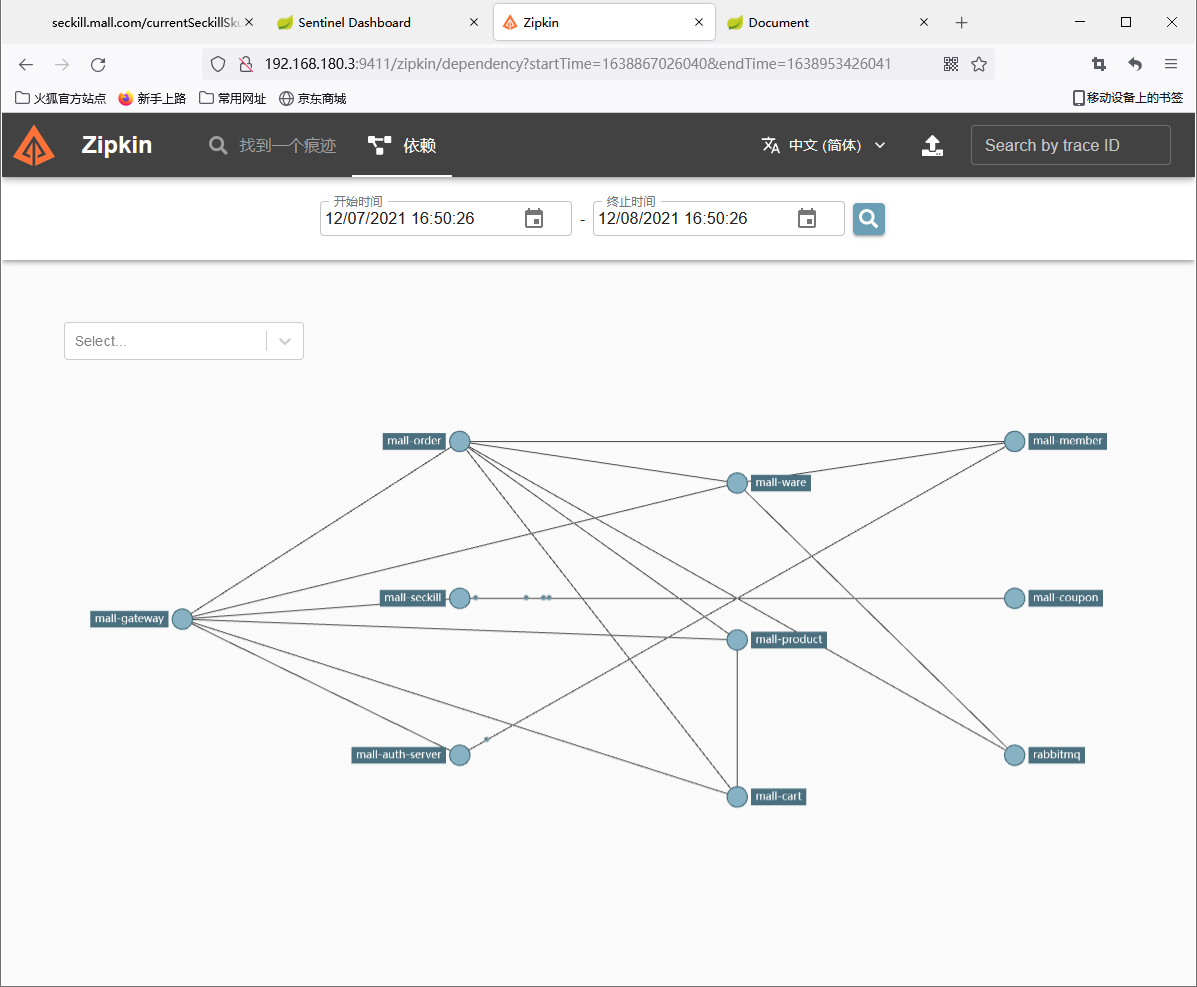 seckill.mall.com/currentSeckillSku
Sentinel Dashboard
Zipkin
Document
192.168.180.3:9411/zipkin/dependency?startTime=1638867026040&endTime=1638953426041
火狐官方站点
新手上路
常用网址
京东商城
移动设备上的书签
Zipkin
找到一个痕迹
依赖
中文 (简体)
Search by trace ID
开始时间
12/07/2021 16:50:26
-
终止时间
12/08/2021 16:50:26
Select...
mall-order
mall-member
mall-ware
mall-seckill
mall-coupon
mall-gateway
mall-product
mall-auth-server
rabbitmq
mall-cart